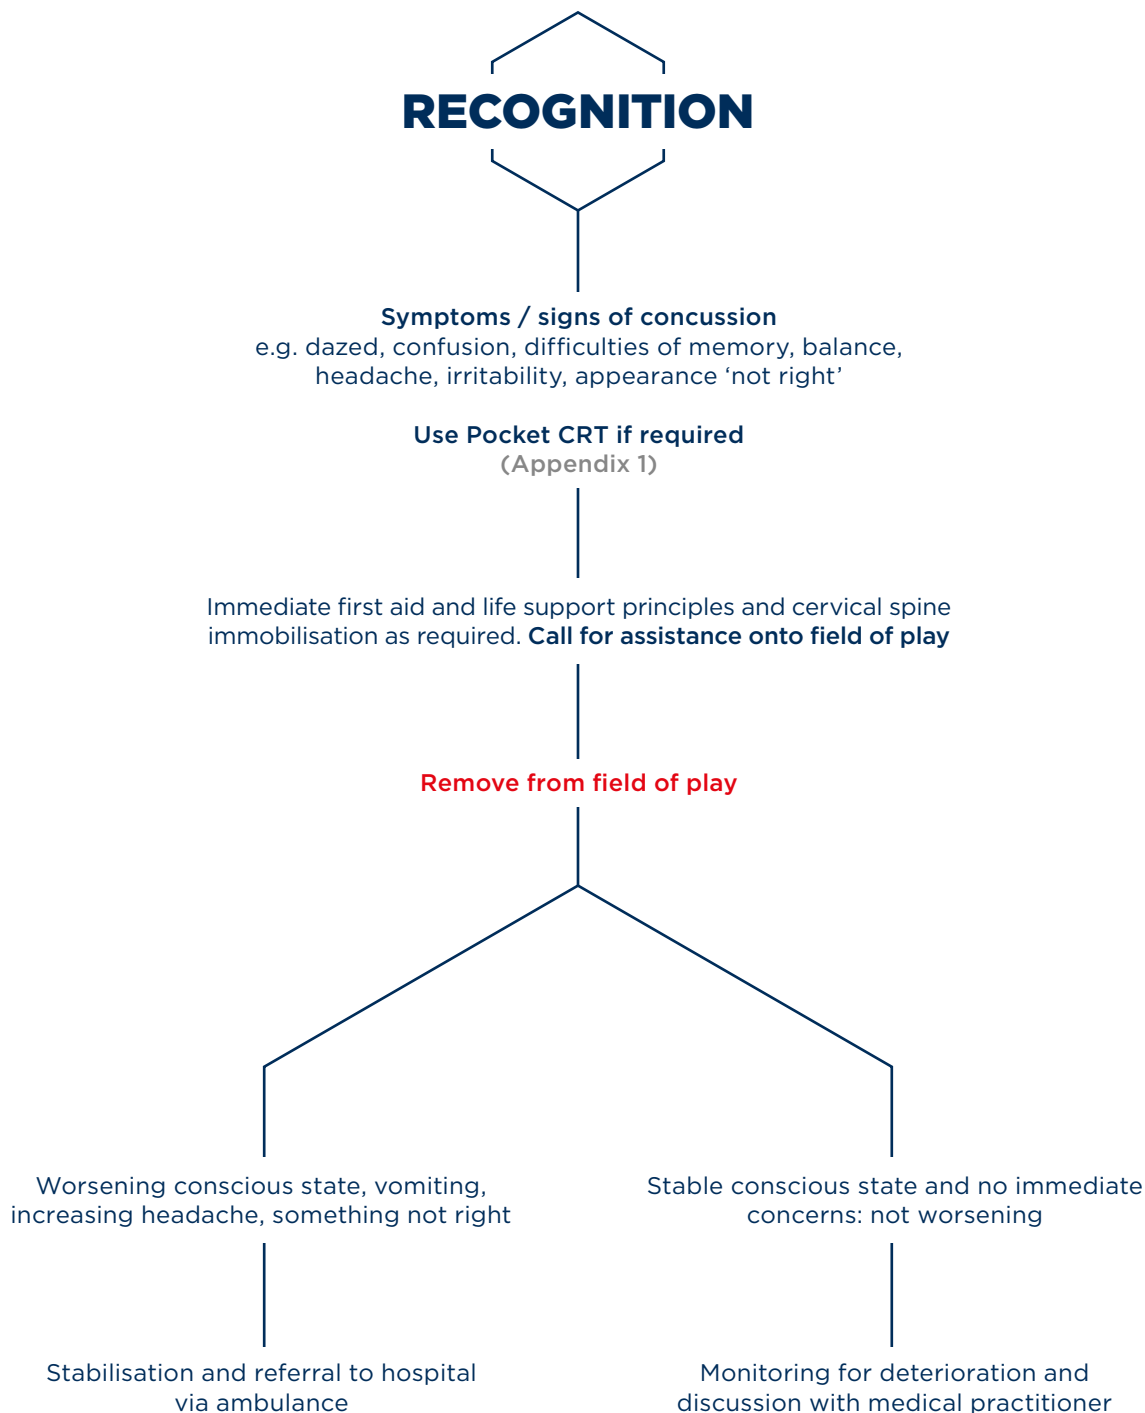 RECOGNITION
Symptoms / signs of concussion
e.g. dazed, confusion, difficulties of memory, balance,
headache, irritability, appearance ‘not right’
Use Pocket CRT if required
(Appendix 1)
Immediate first aid and life support principles and cervical spine
immobilisation as required. Call for assistance onto field of play
Remove from field of play
Worsening conscious state, vomiting,
increasing headache, something not right
Stable conscious state and no immediate
concerns: not worsening
Stabilisation and referral to hospital
via ambulance
Monitoring for deterioration and
discussion with medical practitioner